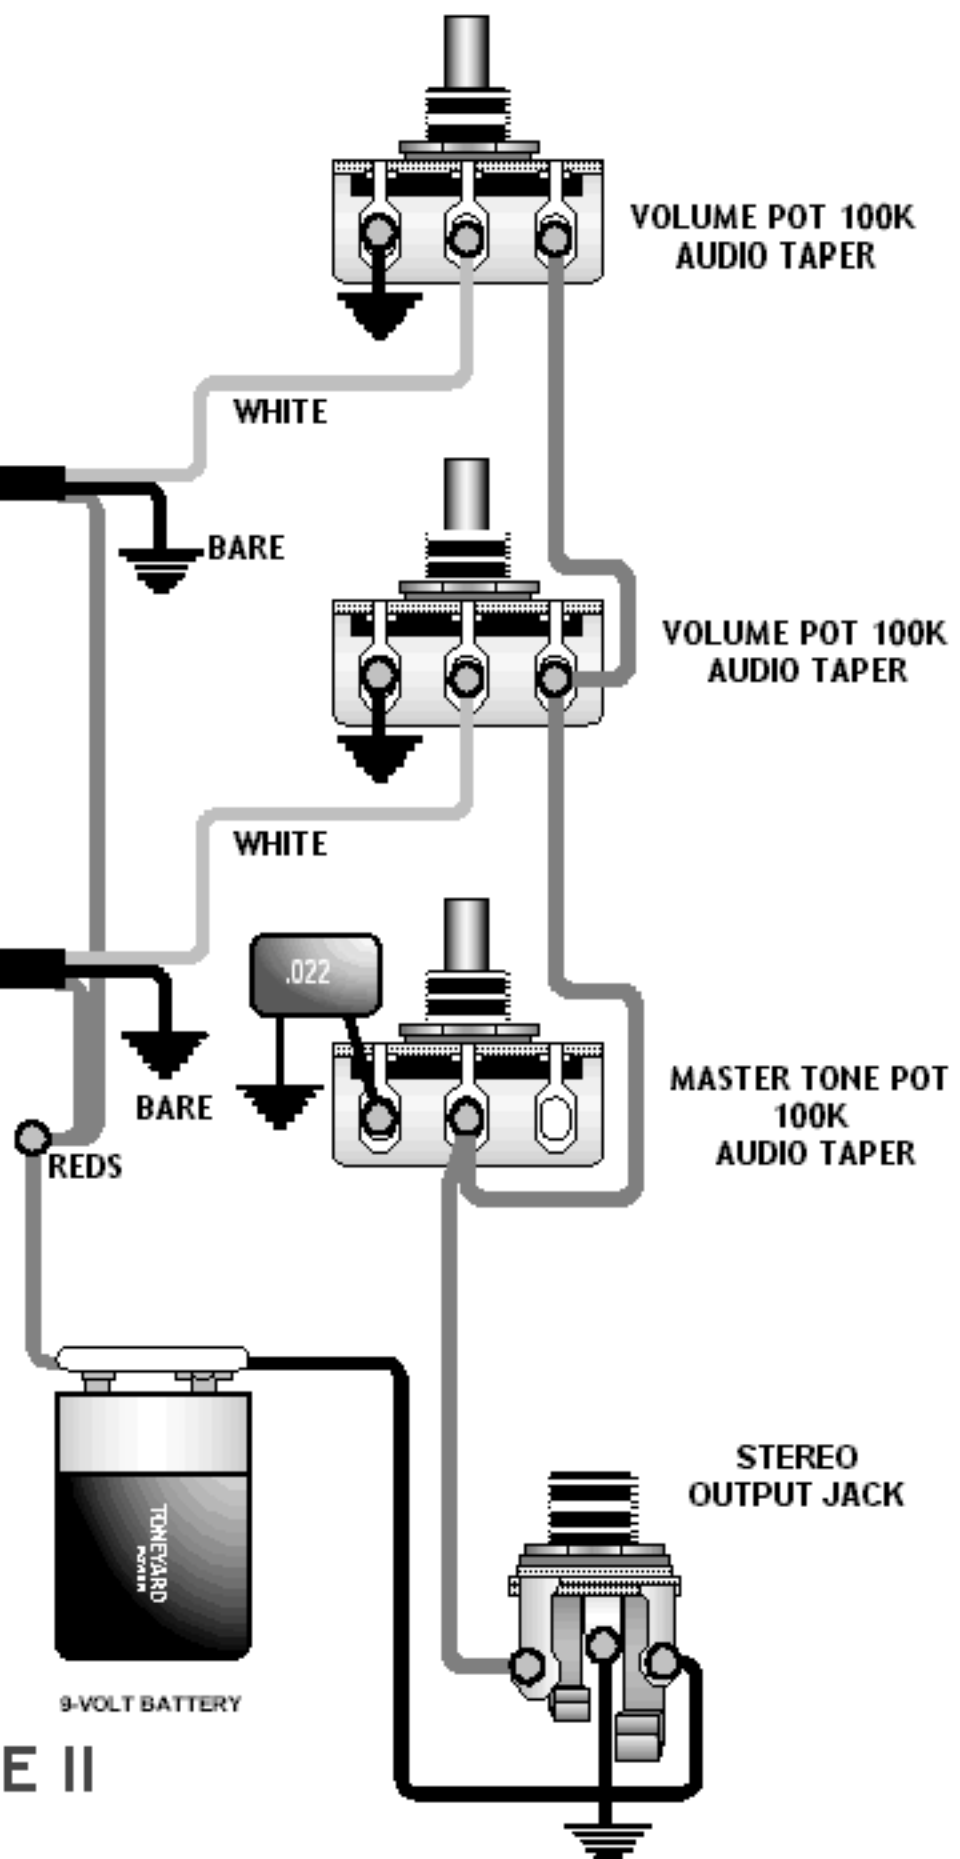 VOLUME POT 100K
AUDIO TAPER
WHITE
BARE
VOLUME POT 100K
AUDIO TAPER
WHITE
.022
MASTER TONE POT
100K
AUDIO TAPER
BARE
REDS
STEREO
OUTPUT JACK
TONEYARD
9-VOLT BATTERY
E II